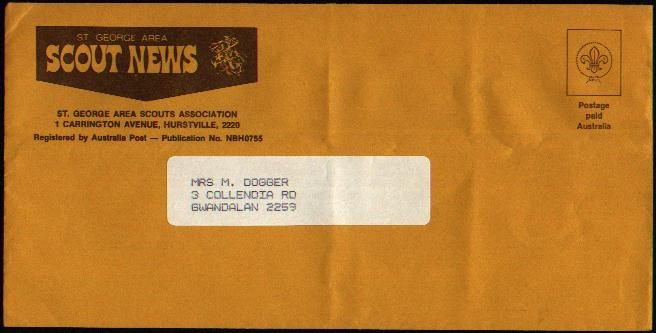 ST GEORGE AREA
SCOUT NEWS
ST. GEORGE AREA SCOUTS ASSOCIATION
1 CARRINGTON AVENUE, HURSTVILLE, 2220
Registered by Australia Post — Publication No. NBH0755
Postage
paid
Australia
MRS M. DOGGER
3 COLLENDIA RD
GWANDALAN 2259